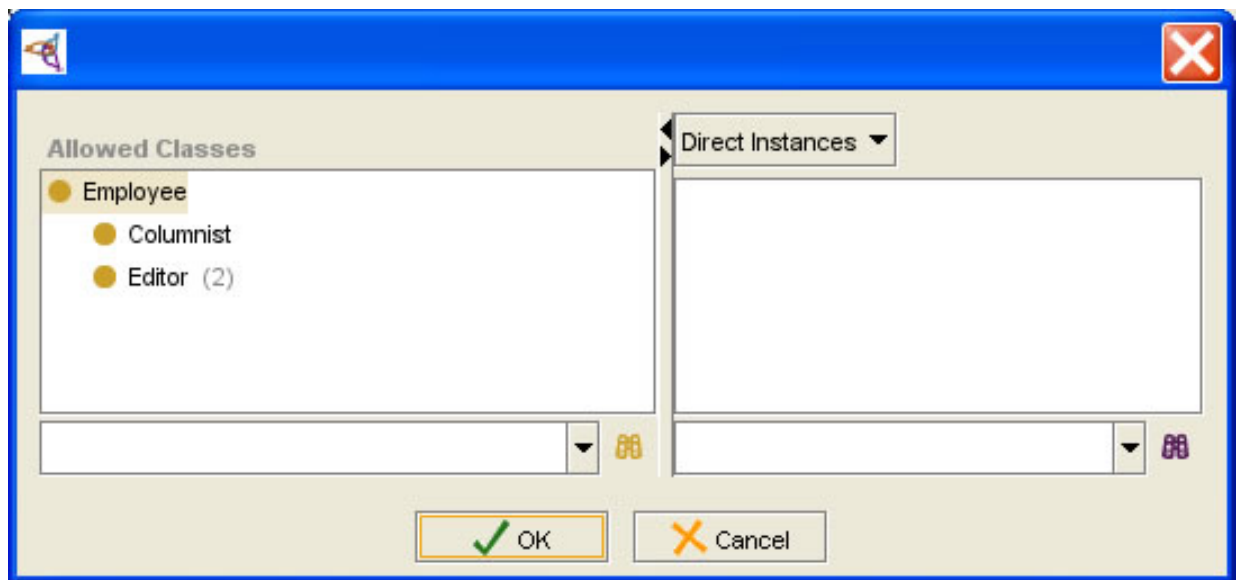 Allowed Classes
Direct Instances
Employee
Columnist
Editor (2)
OK
Cancel